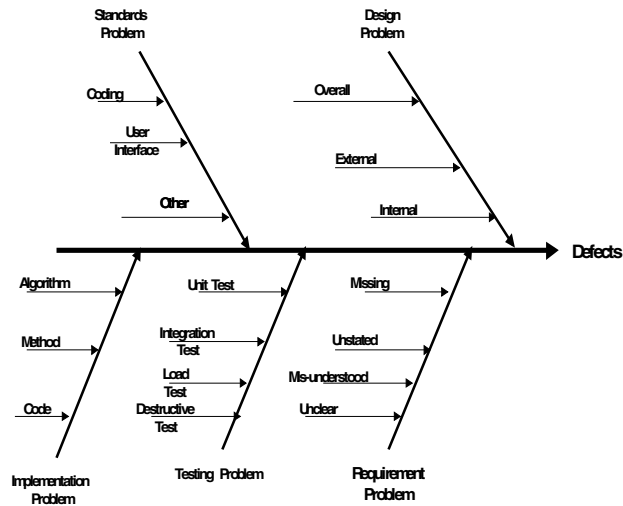 Standards
Problem
Design
Problem
Coding
Overall
User
Interface
External
Other
Internal
Defects
Algorithm
Unit Test
Missing
Method
Integration
Test
Unstated
Load
Test
Mis-understood
Code
Destructive
Test
Unclear
Implementation
Problem
Testing Problem
Requirement
Problem